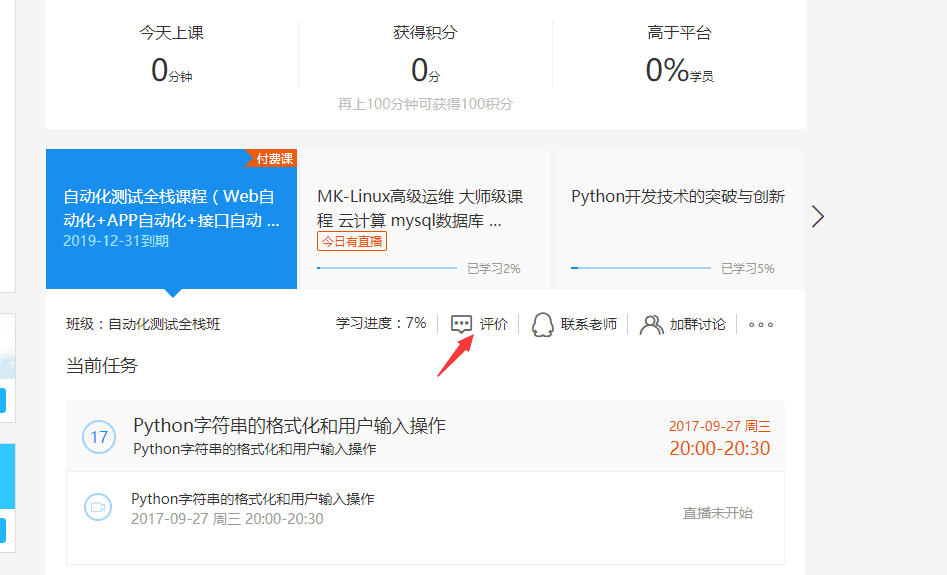 今天上课
0分钟
获得积分
0分
再上100分钟可获得100积分
高于平台
0%学员
付费课
自动化测试全栈课程（Web自
动化+APP自动化+接口自动 ...
2019-12-31到期
MK-Linux高级运维 大师级课
程 云计算 mysql数据库 ...
今日有直播
已学习2%
Python开发技术的突破与创新
已学习5%
班级：自动化测试全栈班
学习进度：7%
评价
联系老师
加群讨论
当前任务
17
Python字符串的格式化和用户输入操作
Python字符串的格式化和用户输入操作
2017-09-27 周三
20:00-20:30
Python字符串的格式化和用户输入操作
2017-09-27 周三 20:00-20:30
直播未开始